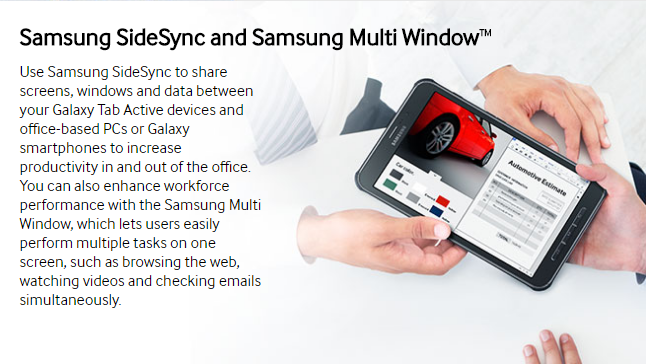 Samsung SideSync and Samsung Multi Window™
Use Samsung SideSync to share
screens, windows and data between
your Galaxy Tab Active devices and
office-based PCs or Galaxy
smartphones to increase
productivity in and out of the office.
You can also enhance workforce
performance with the Samsung Multi
Window, which lets users easily
perform multiple tasks on one
screen, such as browsing the web,
watching videos and checking emails
simultaneously.
SAMSUNG
Car color
Automotive Estimate